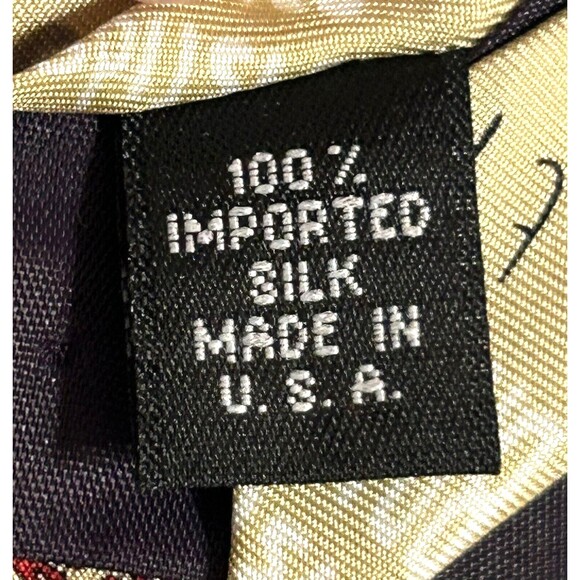 100%
IMPORTED
SILK
MADE IN
U.S.A.